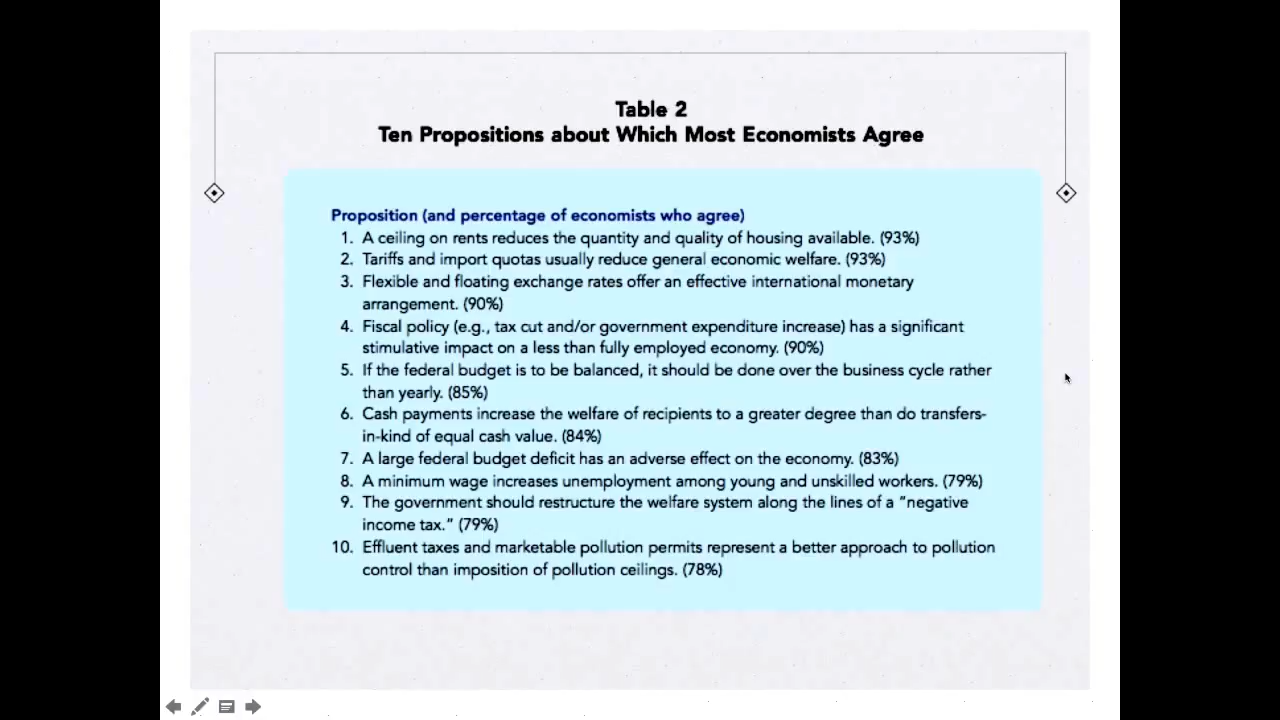 Table 2
Ten Propositions about Which Most Economists Agree
Proposition (and percentage of economists who agree)
1. A ceiling on rents reduces the quantity and quality of housing available. (93%)
2. Tariffs and import quotas usually reduce general economic welfare. (93%)
3. Flexible and floating exchange rates offer an effective international monetary
arrangement. (90%)
4. Fiscal policy (e.g., tax cut and/or government expenditure increase) has a significant
stimulative impact on a less than fully employed economy. (90%)
5. If the federal budget is to be balanced, it should be done over the business cycle rather
than yearly. (85%)
6. Cash payments increase the welfare of recipients to a greater degree than do transfers-
in-kind of equal cash value. (84%)
7. A large federal budget deficit has an adverse effect on the economy. (83%)
8. A minimum wage increases unemployment among young and unskilled workers. (79%)
9. The government should restructure the welfare system along the lines of a “negative
income tax.” (79%)
10. Effluent taxes and marketable pollution permits represent a better approach to pollution
control than imposition of pollution ceilings. (78%)